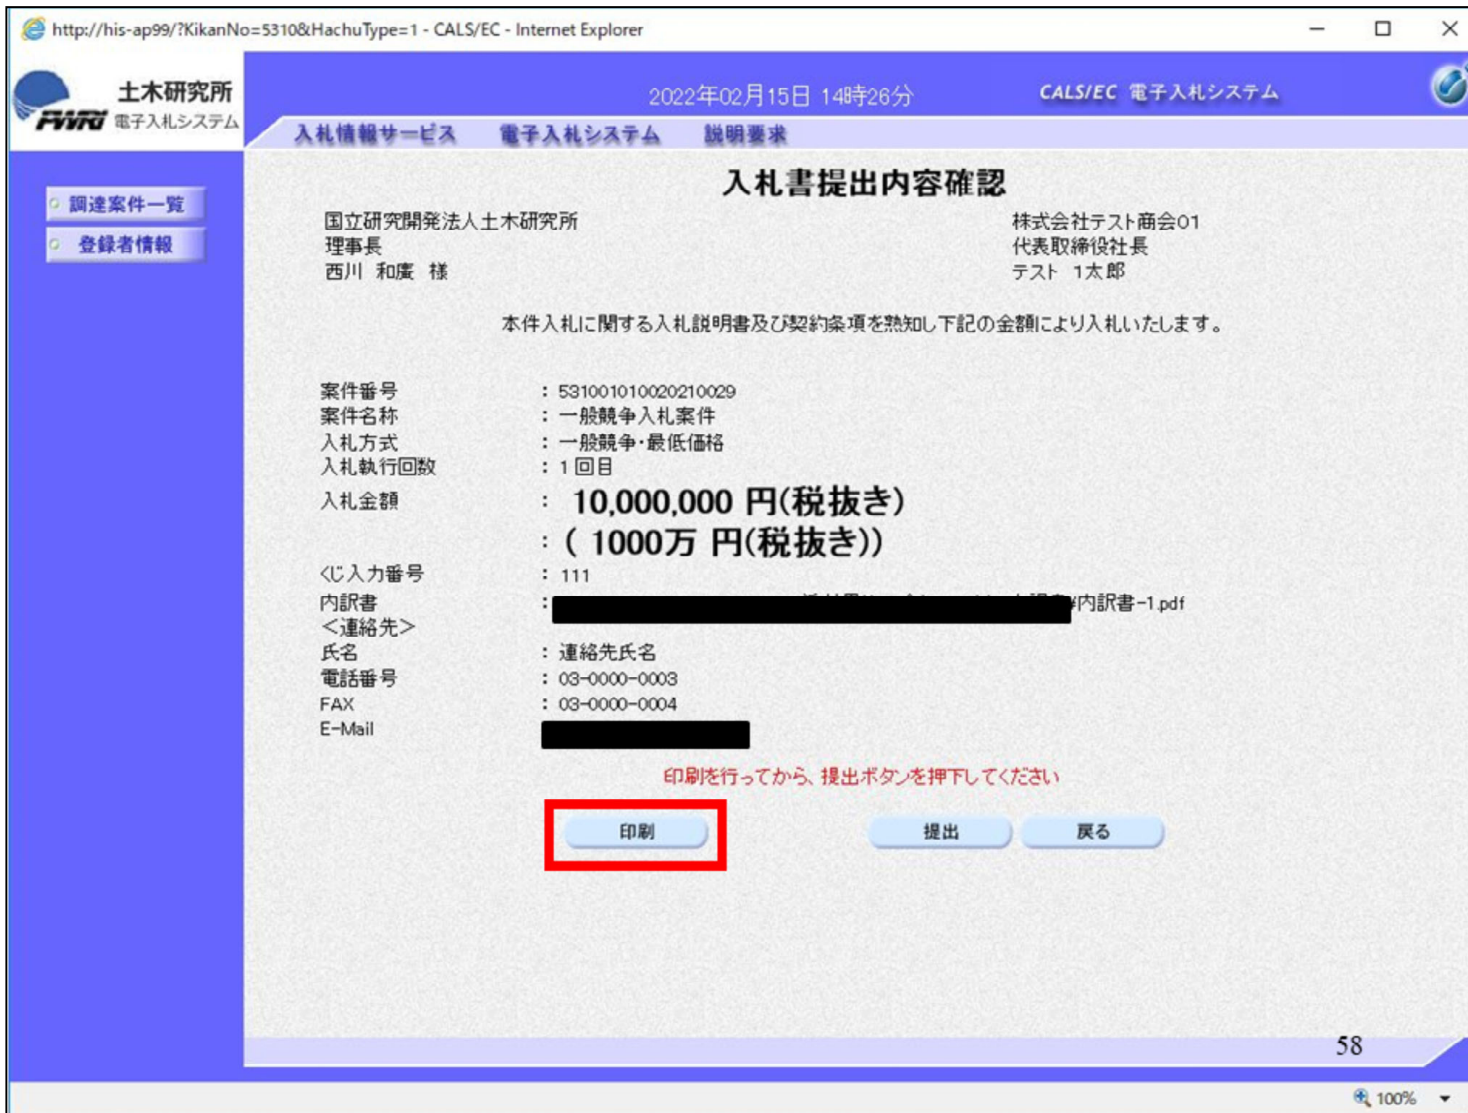 http://his-ap99/?KikanNo=5310&HachuType=1 - CALS/EC - Internet Explorer
土木研究所
PWRI 電子入札システム
2022年02月15日 14時26分
CALS/EC 電子入札システム
入札情報サービス 電子入札システム 説明要求
調達案件一覧
登録者情報
入札書提出内容確認
国立研究開発法人土木研究所
理事長
西川 和廣 様
株式会社テスト商会01
代表取締役社長
テスト 1太郎
本件入札に関する入札説明書及び契約条項を熟知し下記の金額により入札いたします。
案件番号 : 531001010020210029
案件名称 : 一般競争入札案件
入札方式 : 一般競争・最低価格
入札執行回数 : 1回目
入札金額 : 10,000,000 円(税抜き)
: ( 1000万 円(税抜き))
くじ入力番号 : 111
内訳書 : ¥内訳書-1.pdf
<連絡先>
氏名 : 連絡先氏名
電話番号 : 03-0000-0003
FAX : 03-0000-0004
E-Mail
印刷を行ってから、提出ボタンを押下してください
印刷 提出 戻る
58
100%